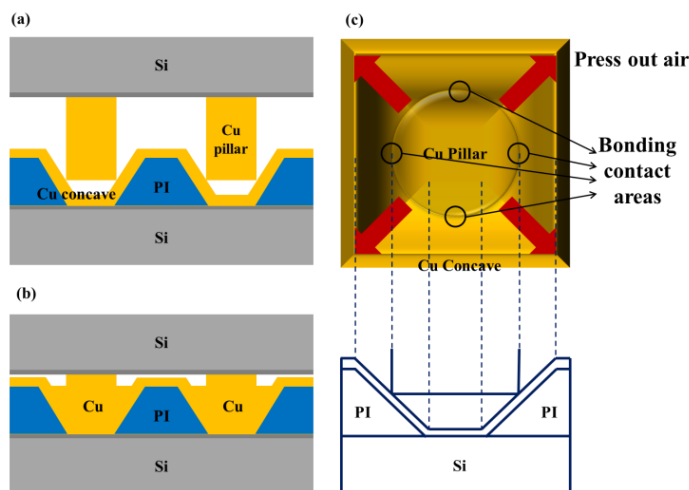 (a)
Si
Cu
pillar
Cu concave
PI
Si
(b)
Si
Cu
PI
Cu
Si
(c)
Press out air
Bonding
contact
areas
Cu Pillar
Cu Concave
PI
PI
Si